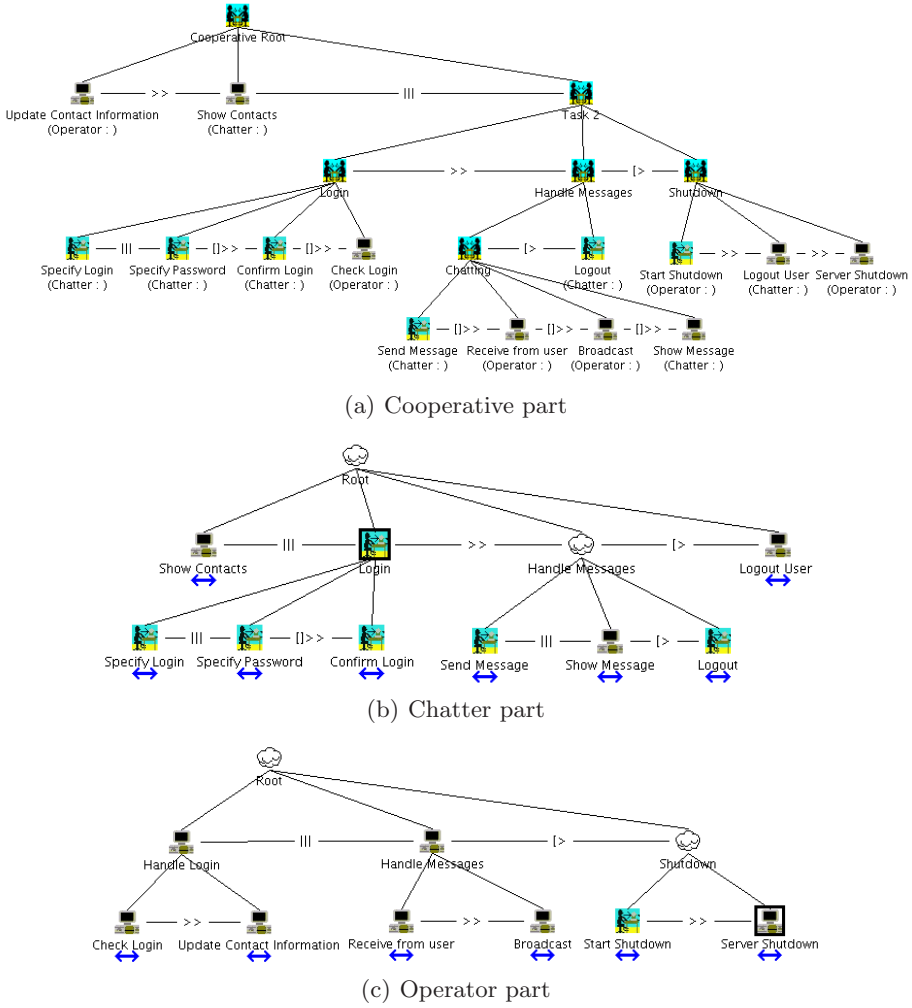 Cooperative Root
>> ||| 
Update Contact Information Show Contacts Task 2
(Operator : ) (Chatter : )
>> [>
Login Handle Messages Shutdown
||| []>> []>> [> >> >>
Specify Login Specify Password Confirm Login Check Login Chatting Logout Start Shutdown Logout User Server Shutdown
(Chatter : ) (Chatter : ) (Chatter : ) (Operator : ) (Chatter : ) (Operator : ) (Chatter : ) (Operator : )
[]>> []>> []>>
Send Message Receive from user Broadcast Show Message
(Chatter : ) (Operator : ) (Operator : ) (Chatter : )
(a) Cooperative part
Root
||| >> [>
Show Contacts Login Handle Messages Logout User
||| []>> ||| [>
Specify Login Specify Password Confirm Login Send Message Show Message Logout
(b) Chatter part
Root
||| [>
Handle Login Handle Messages Shutdown
>> >> >>
Check Login Update Contact Information Receive from user Broadcast Start Shutdown Server Shutdown
(c) Operator part